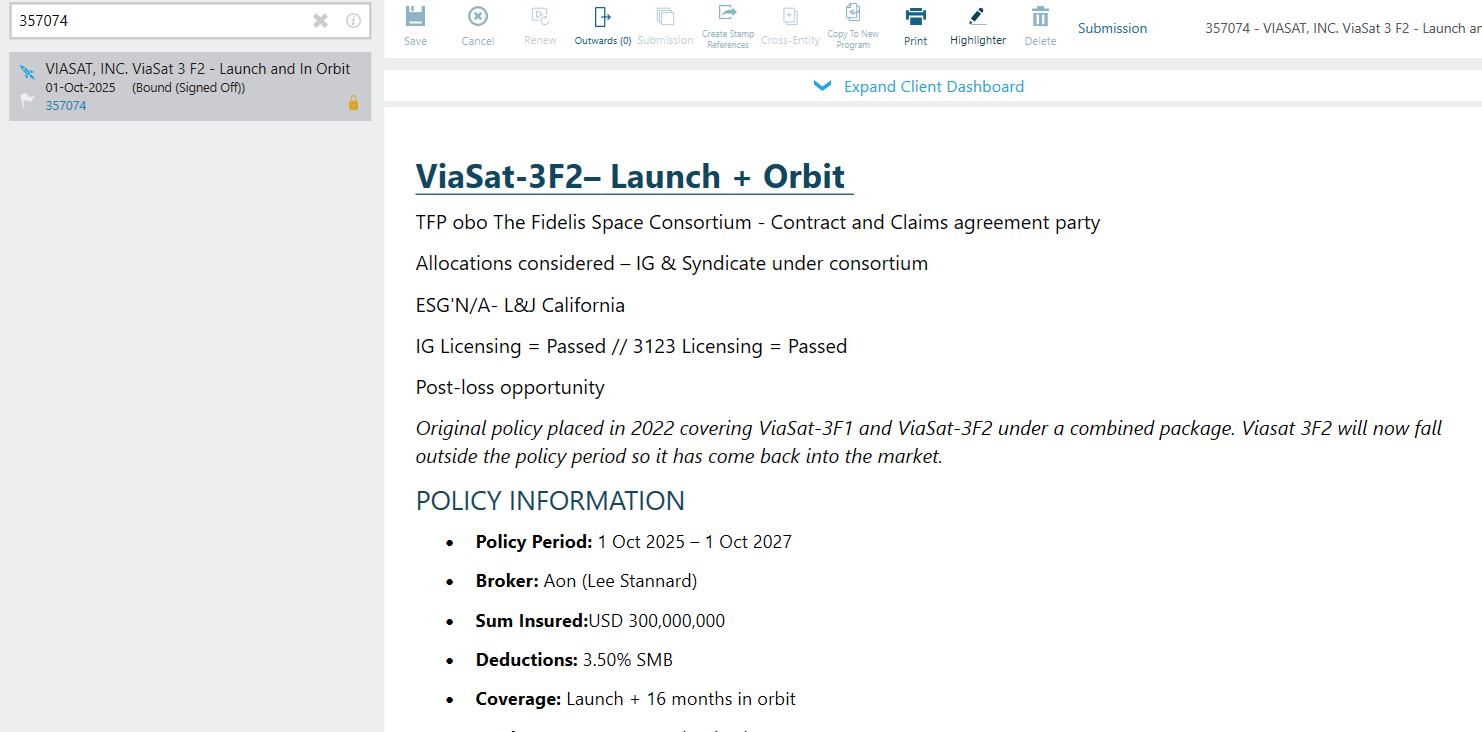 357074
Save
Cancel
Renew
Outwards (0)
Submission
Create Stamp
References
Cross-Entity
Copy To New
Program
Print
Highlighter
Delete
Submission
357074 - VIASAT, INC. ViaSat 3 F2 - Launch an
VIASAT, INC. ViaSat 3 F2 - Launch and In Orbit
01-Oct-2025 (Bound (Signed Off))
357074
Expand Client Dashboard
ViaSat-3F2– Launch + Orbit
TFP obo The Fidelis Space Consortium - Contract and Claims agreement party
Allocations considered – IG & Syndicate under consortium
ESG'N/A- L&J California
IG Licensing = Passed // 3123 Licensing = Passed
Post-loss opportunity
Original policy placed in 2022 covering ViaSat-3F1 and ViaSat-3F2 under a combined package. Viasat 3F2 will now fall
outside the policy period so it has come back into the market.
POLICY INFORMATION
• Policy Period: 1 Oct 2025 – 1 Oct 2027
• Broker: Aon (Lee Stannard)
• Sum Insured:USD 300,000,000
• Deductions: 3.50% SMB
• Coverage: Launch + 16 months in orbit